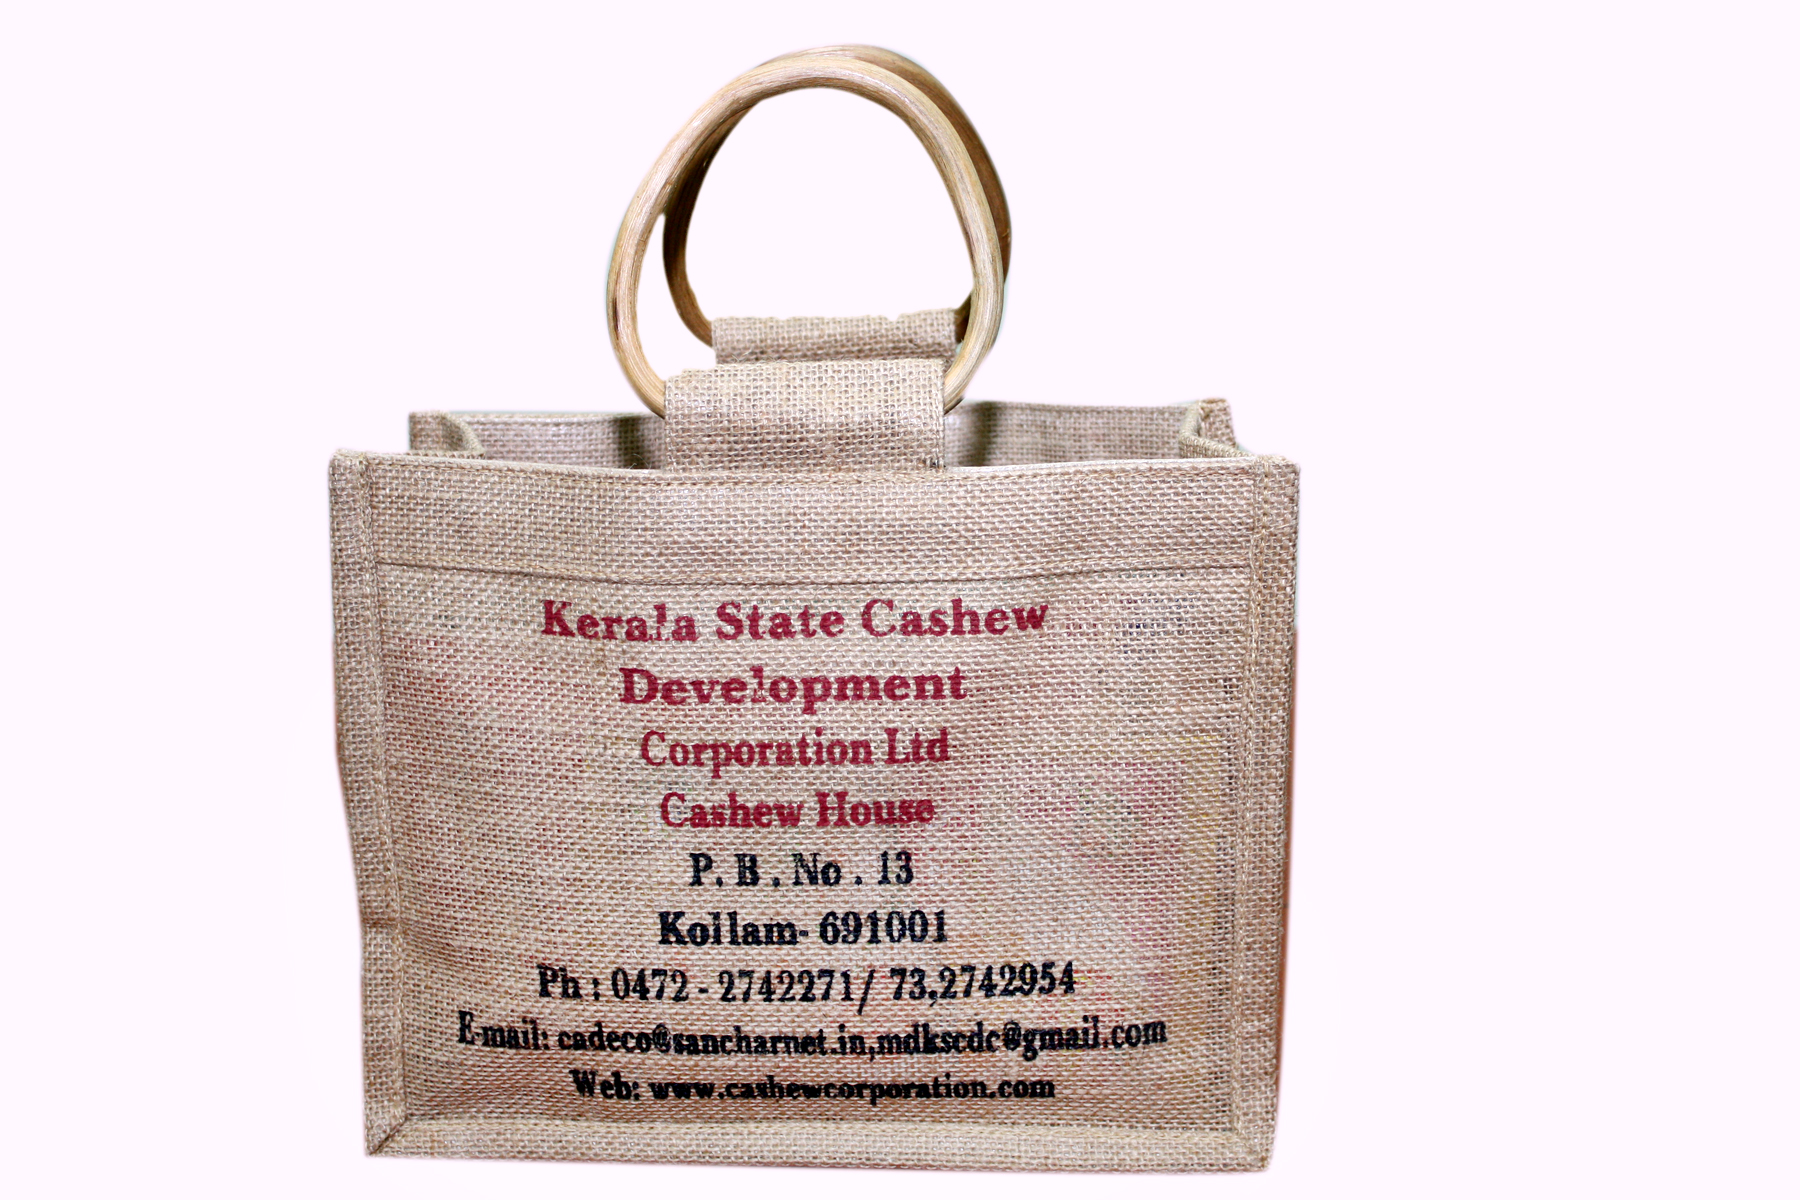 Kerala State Cashew
Development
Corporation Ltd
Cashew House
P. B. No. 13
Kollam- 691001
Ph : 0472 - 2742271/ 73,2742954
E-mail: cadeco@sancharnet.in,mdkscdc@gmail.com
Web: www.cashewcorporation.com